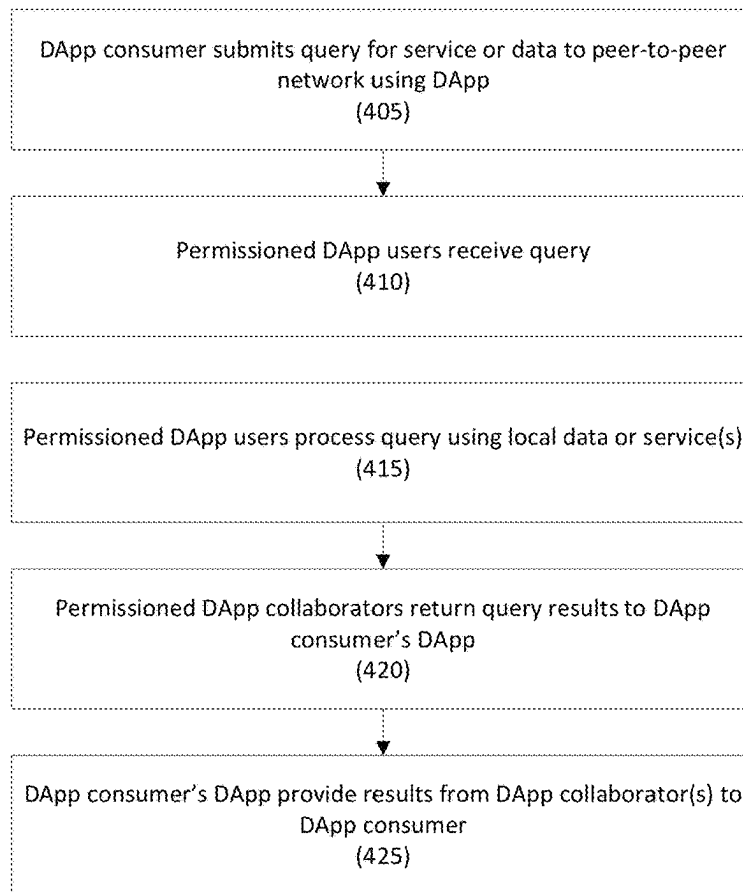 DApp consumer submits query for service or data to peer-to-peer
network using DApp
(405)
Permissioned DApp users receive query
(410)
Permissioned DApp users process query using local data or service(s)
(415)
Permissioned DApp collaborators return query results to DApp
consumer's DApp
(420)
DApp consumer's DApp provide results from DApp collaborator(s) to
DApp consumer
(425)